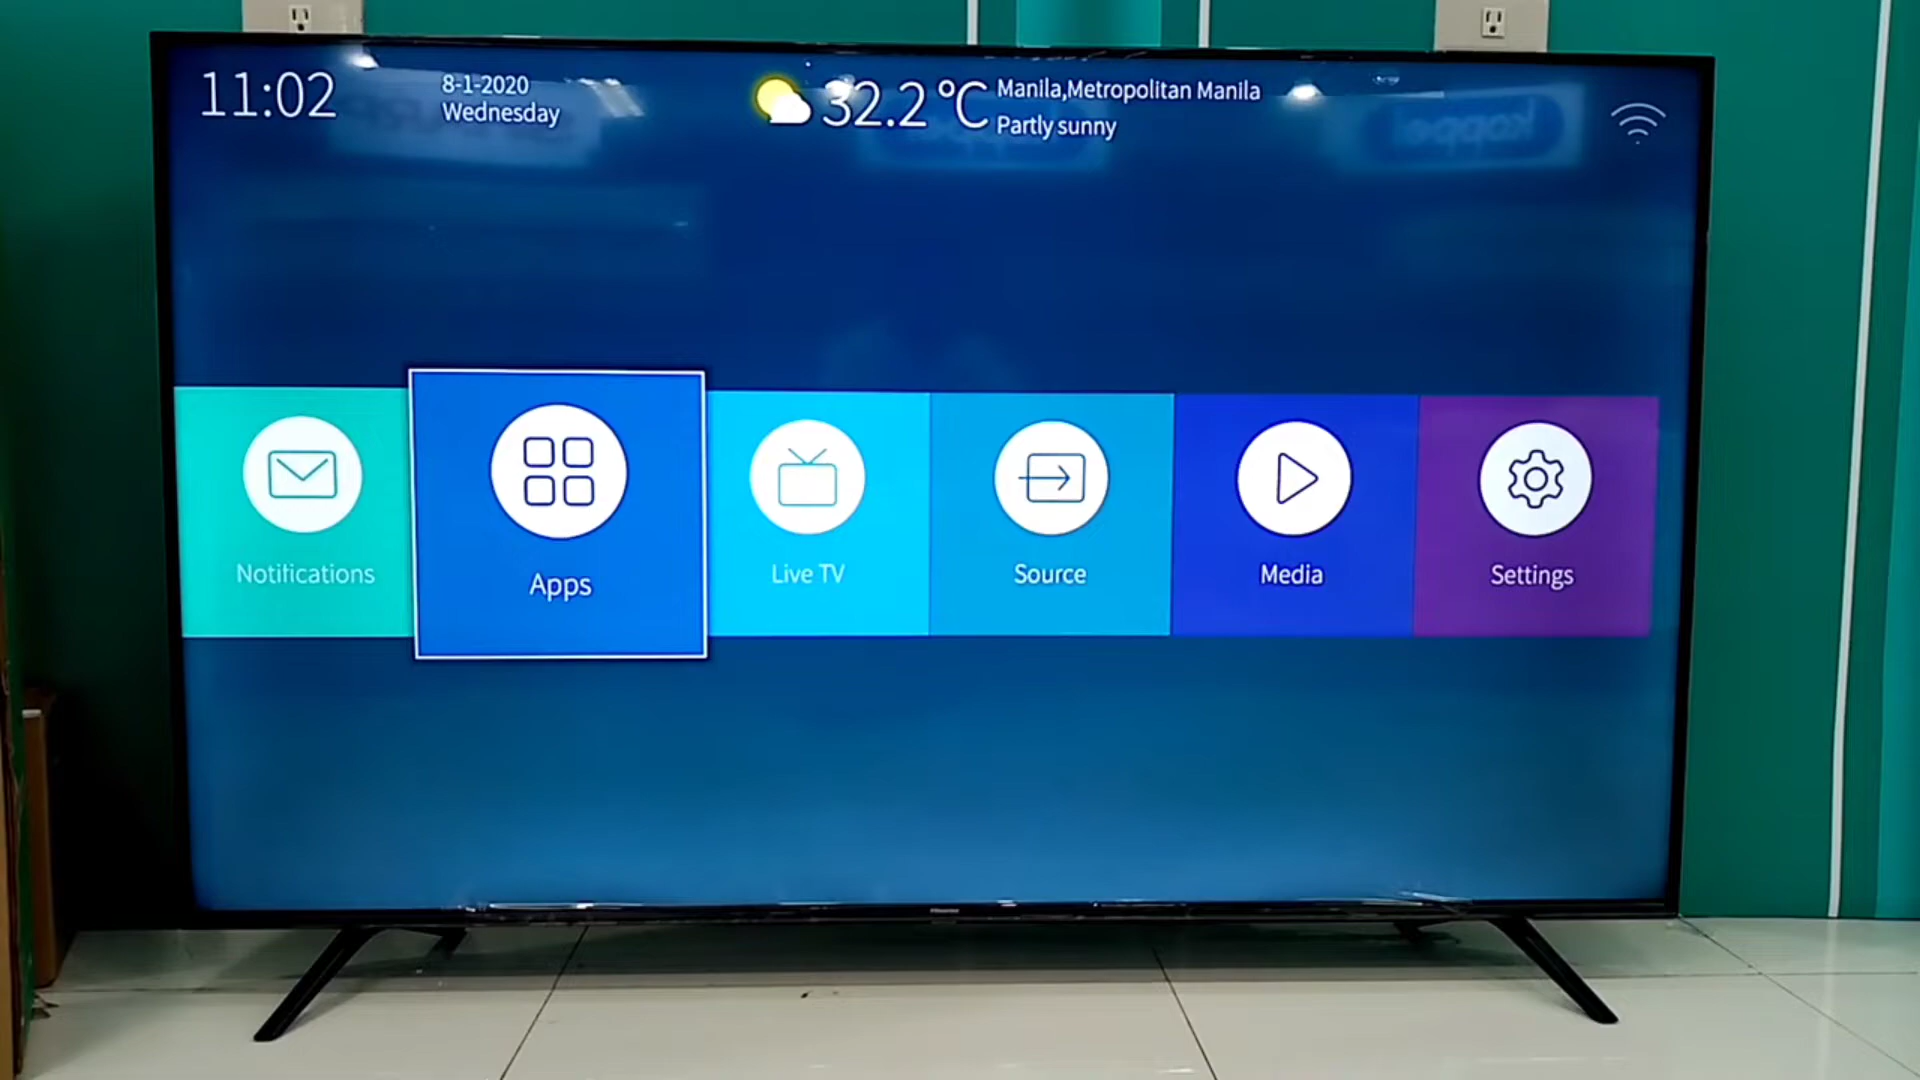 11:02
8-1-2020
Wednesday
32.2 °C
Manila,Metropolitan Manila
Partly sunny
Notifications
Apps
Live TV
Source
Media
Settings
Hisense